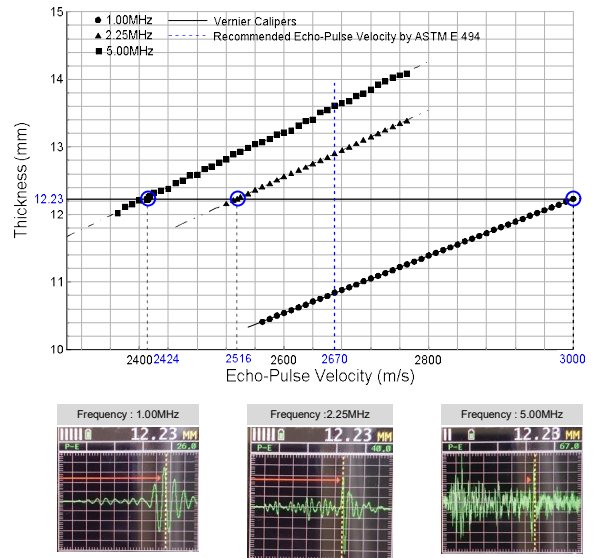 15
14
13
12.23
12
11
10
Thickness (mm)
1.00MHz
2.25MHz
5.00MHz
Vernier Calipers
Recommended Echo-Pulse Velocity by ASTM E 494
2400 2424 2516 2600 2670 2800 3000
Echo-Pulse Velocity (m/s)
Frequency : 1.00MHz
12.23 MM
P-E 26.0
Frequency :2.25MHz
12.23 MM
P-E 40.0
Frequency : 5.00MHz
12.23 MM
P-E 67.0